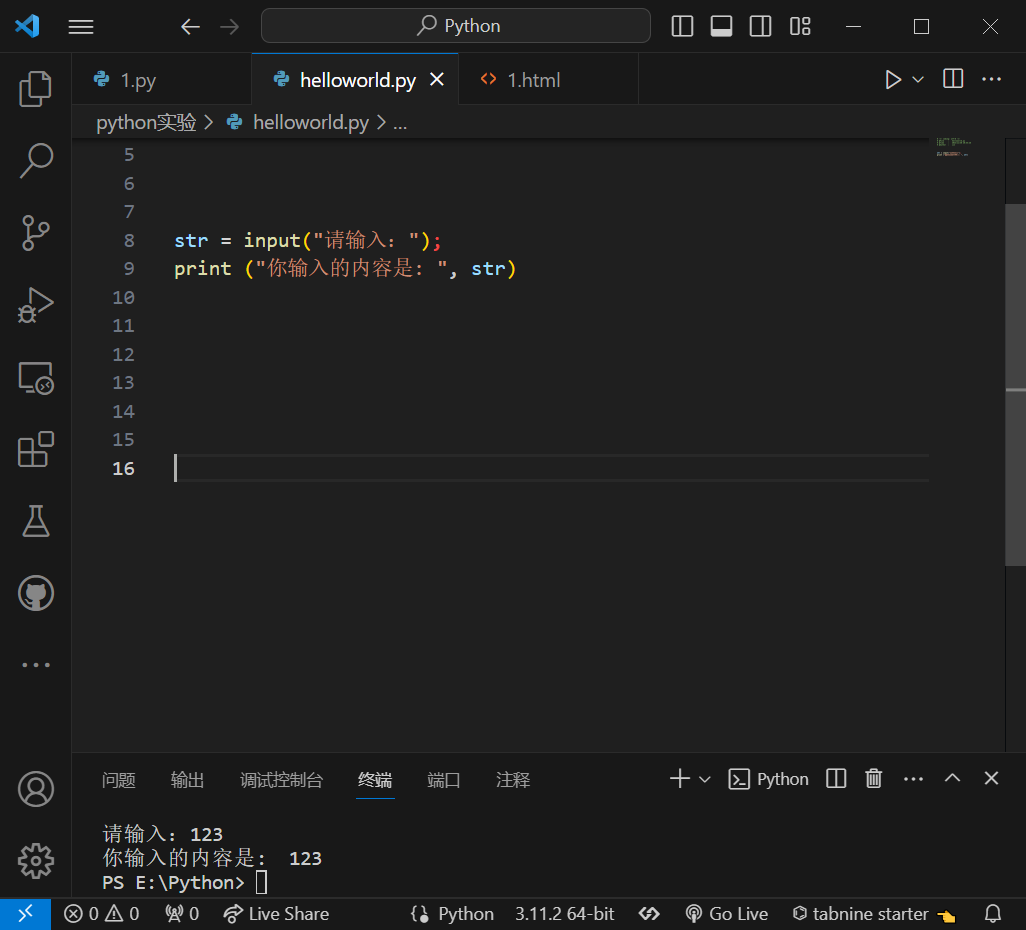 Python
1.py
helloworld.py
1.html
python实验 > helloworld.py > ...
5
6
7
8 str = input("请输入：");
9 print ("你输入的内容是：", str)
10
11
12
13
14
15
16
问题 输出 调试控制台 终端 端口 注释
Python
请输入：123
你输入的内容是： 123
PS E:\Python>
0 0 0 Live Share Python 3.11.2 64-bit Go Live tabnine starter